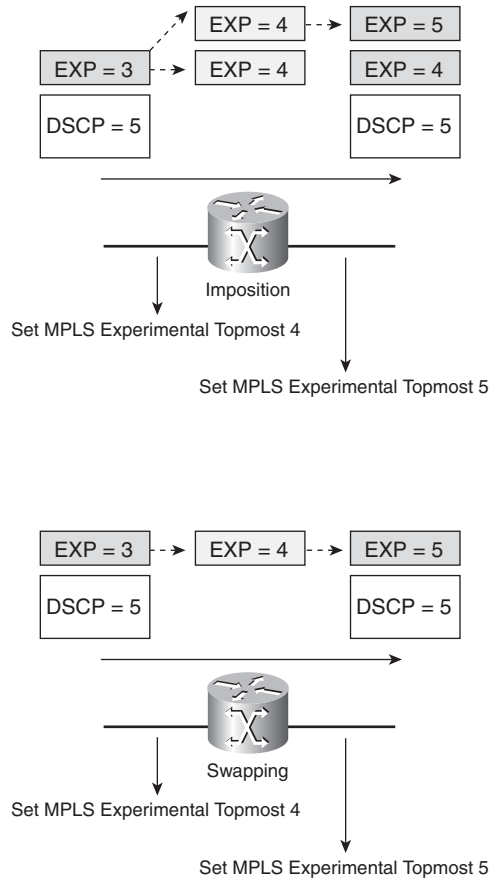 EXP = 4
EXP = 5
EXP = 3
EXP = 4
EXP = 4
DSCP = 5
DSCP = 5
Imposition
Set MPLS Experimental Topmost 4
Set MPLS Experimental Topmost 5
EXP = 3
EXP = 4
EXP = 5
DSCP = 5
DSCP = 5
Swapping
Set MPLS Experimental Topmost 4
Set MPLS Experimental Topmost 5